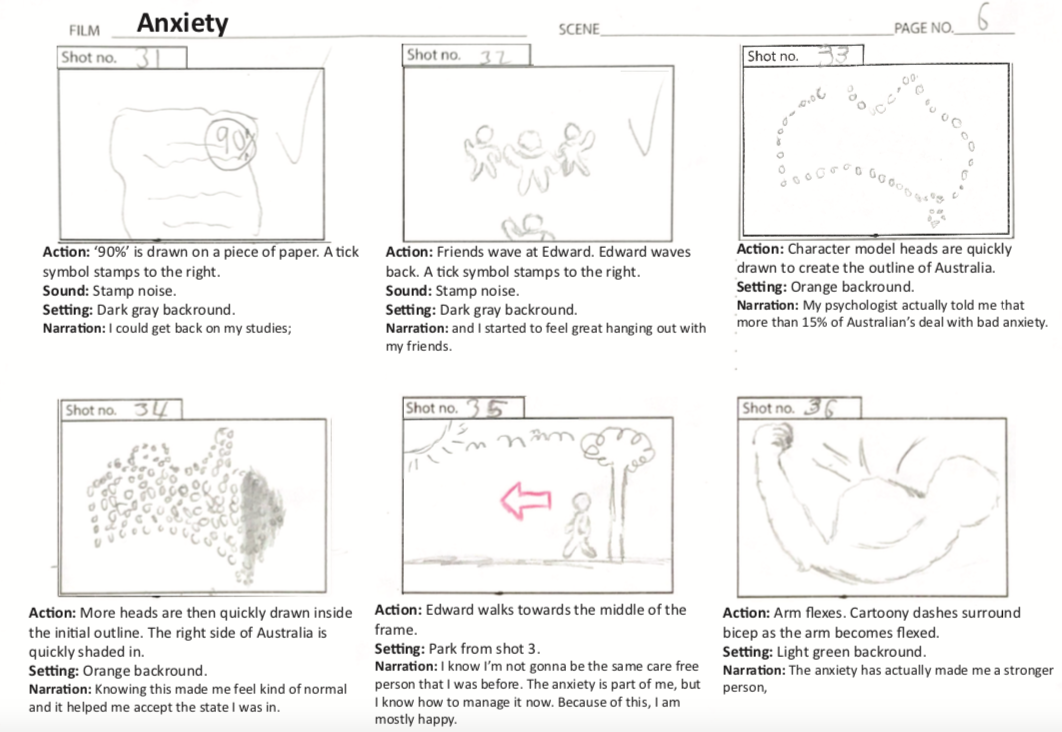 FILM Anxiety SCENE PAGE NO. 6
Shot no. 31
90%
Action: ‘90%’ is drawn on a piece of paper. A tick
symbol stamps to the right.
Sound: Stamp noise.
Setting: Dark gray backround.
Narration: I could get back on my studies;
Shot no. 32
Action: Friends wave at Edward. Edward waves
back. A tick symbol stamps to the right.
Sound: Stamp noise.
Setting: Dark gray backround.
Narration: and I started to feel great hanging out with
my friends.
Shot no. 33
Action: Character model heads are quickly
drawn to create the outline of Australia.
Setting: Orange backround.
Narration: My psychologist actually told me that
more than 15% of Australian’s deal with bad anxiety.
Shot no. 34
Action: More heads are then quickly drawn inside
the initial outline. The right side of Australia is
quickly shaded in.
Setting: Orange backround.
Narration: Knowing this made me feel kind of normal
and it helped me accept the state I was in.
Shot no. 35
Action: Edward walks towards the middle of the
frame.
Setting: Park from shot 3.
Narration: I know I’m not gonna be the same care free
person that I was before. The anxiety is part of me, but
I know how to manage it now. Because of this, I am
mostly happy.
Shot no. 36
Action: Arm flexes. Cartoony dashes surround
bicep as the arm becomes flexed.
Setting: Light green background.
Narration: The anxiety has actually made me a stronger
person,